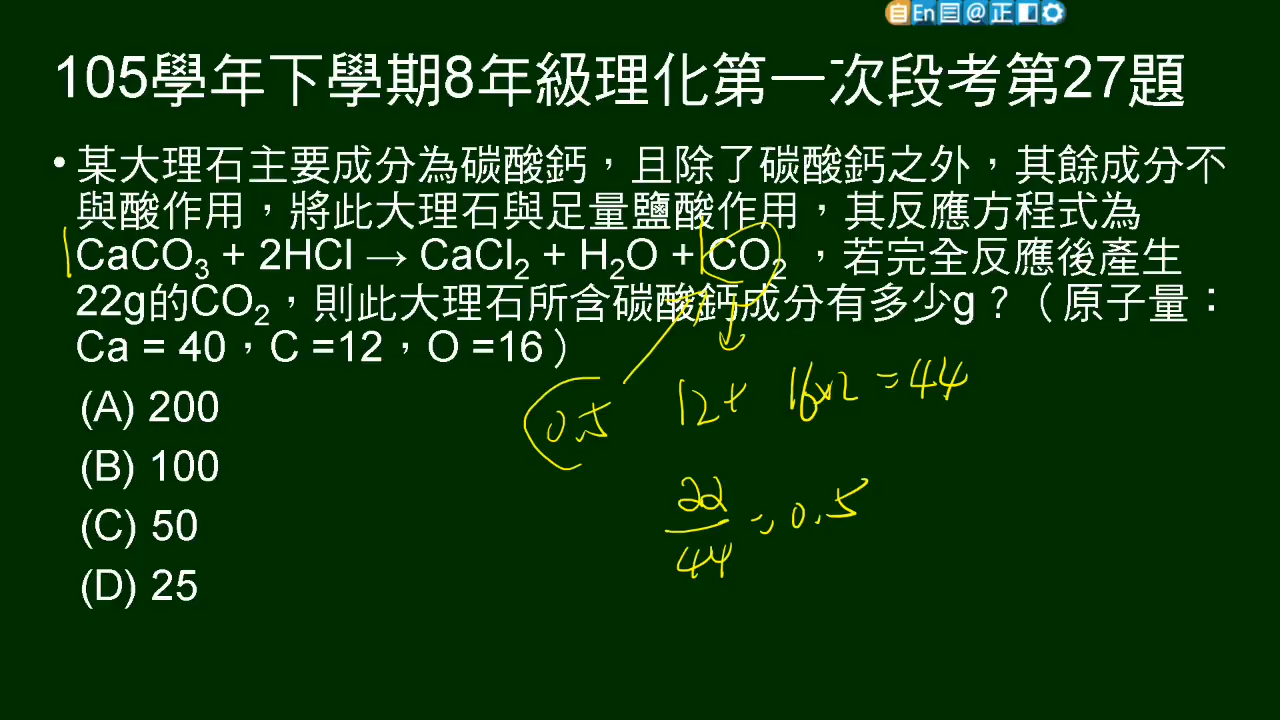 自En@正
105學年下學期8年級理化第一次段考第27題
• 某大理石主要成分為碳酸鈣，且除了碳酸鈣之外，其餘成分不
與酸作用，將此大理石與足量鹽酸作用，其反應方程式為
1CaCO₃ + 2HCl → CaCl₂ + H₂O + 1CO₂ ，若完全反應後產生
22g的CO₂，則此大理石所含碳酸鈣成分有多少g？（原子量：
Ca = 40，C =12，O =16）
(A) 200
12+ 16x2 =44
0.5
(B) 100
(C) 50
22/44 = 0.5
(D) 25